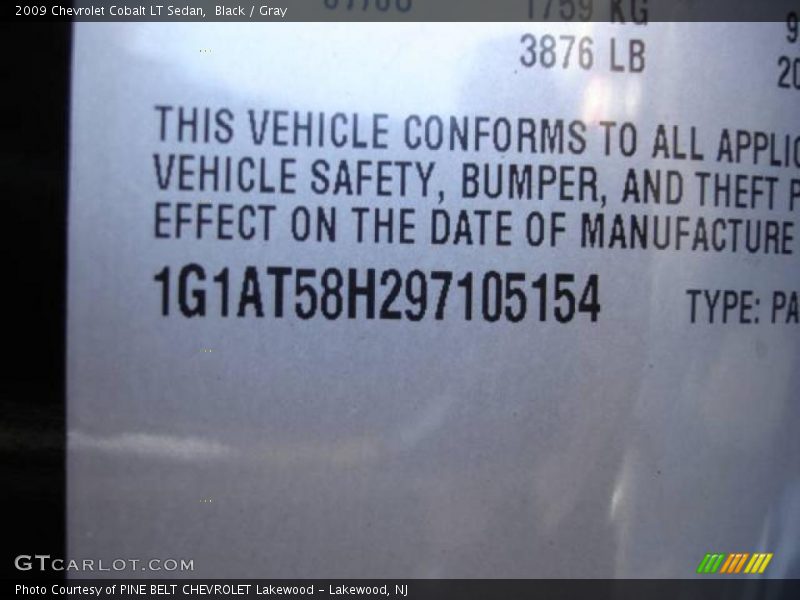 2009 Chevrolet Cobalt LT Sedan, Black / Gray
1759 KG
3876 LB
THIS VEHICLE CONFORMS TO ALL
VEHICLE SAFETY, BUMPER, AND THEFT
EFFECT ON THE DATE OF MANUFACTURE
1G1AT58H297105154
TYPE:
GTCARLOT.COM
Photo Courtesy of PINE BELT CHEVROLET Lakewood - Lakewood, NJ